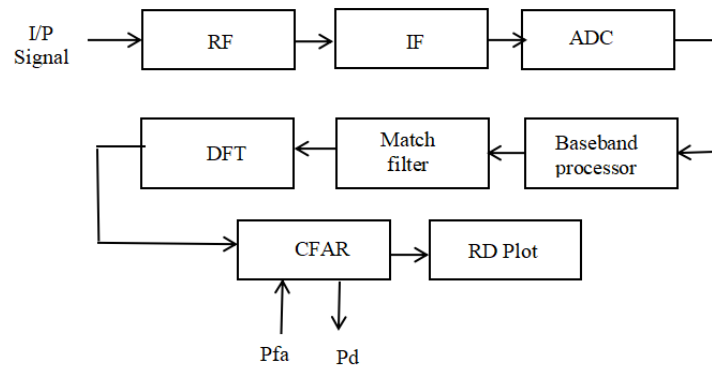 I/P
Signal
RF
IF
ADC
DFT
Match
filter
Baseband
processor
CFAR
RD Plot
Pfa
Pd